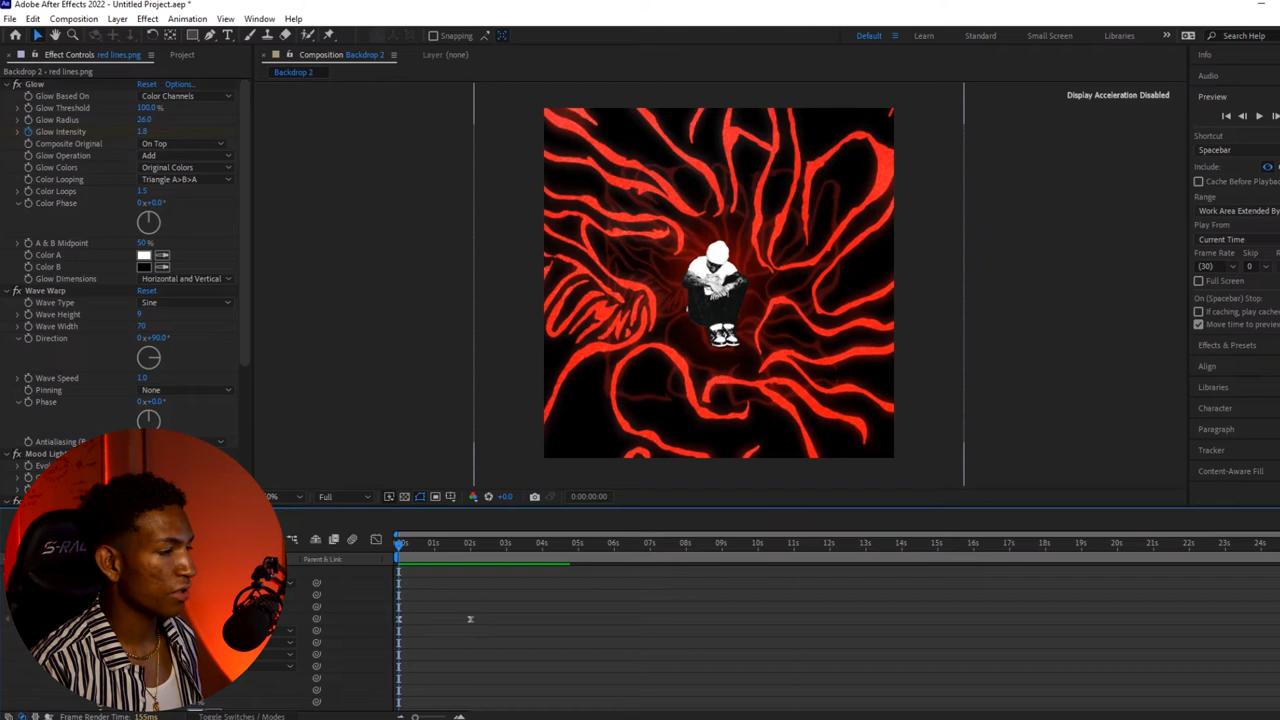 Adobe After Effects 2022 - Untitled Project.aep *
File Edit Composition Layer Effect Animation View Window Help
Snapping
Default Learn Standard Small Screen Libraries Search Help
Effect Controls red lines.png Project
Composition Backdrop 2 Layer (none)
Backdrop 2 - red lines.png
Backdrop 2
Display Acceleration Disabled
fx Glow Reset Options...
Glow Based On Color Channels
Glow Threshold 100.0 %
Glow Radius 26.0
Glow Intensity 1.8
Composite Original On Top
Glow Operation Add
Glow Colors Original Colors
Color Looping Triangle A>B>A
Color Loops 1.5
Color Phase 0x+0.0°
A & B Midpoint 50 %
Color A
Color B
Glow Dimensions Horizontal and Vertical
fx Wave Warp Reset
Wave Type Sine
Wave Height 9
Wave Width 70
Direction 0x+90.0°
Wave Speed 1.0
Pinning None
Phase 0x+0.0°
Antialiasing
Mood
Info
Audio
Preview
Shortcut
Spacebar
Include:
Cache Before Playback
Range
Work Area Extended By
Play From
Current Time
Frame Rate Skip
(30) 0
Full Screen
On (Spacebar) Stop:
If caching, play cached
Move time to preview
Effects & Presets
Align
Libraries
Character
Paragraph
Tracker
Content-Aware Fill
Full +0.0 0:00:00:00
01s 02s 03s 04s 05s 06s 07s 08s 09s 10s 11s 12s 13s 14s 15s 16s 17s 18s 19s 20s 21s 22s 23s 24s
Parent & Link
Frame Render Time: 155ms Toggle Switches / Modes